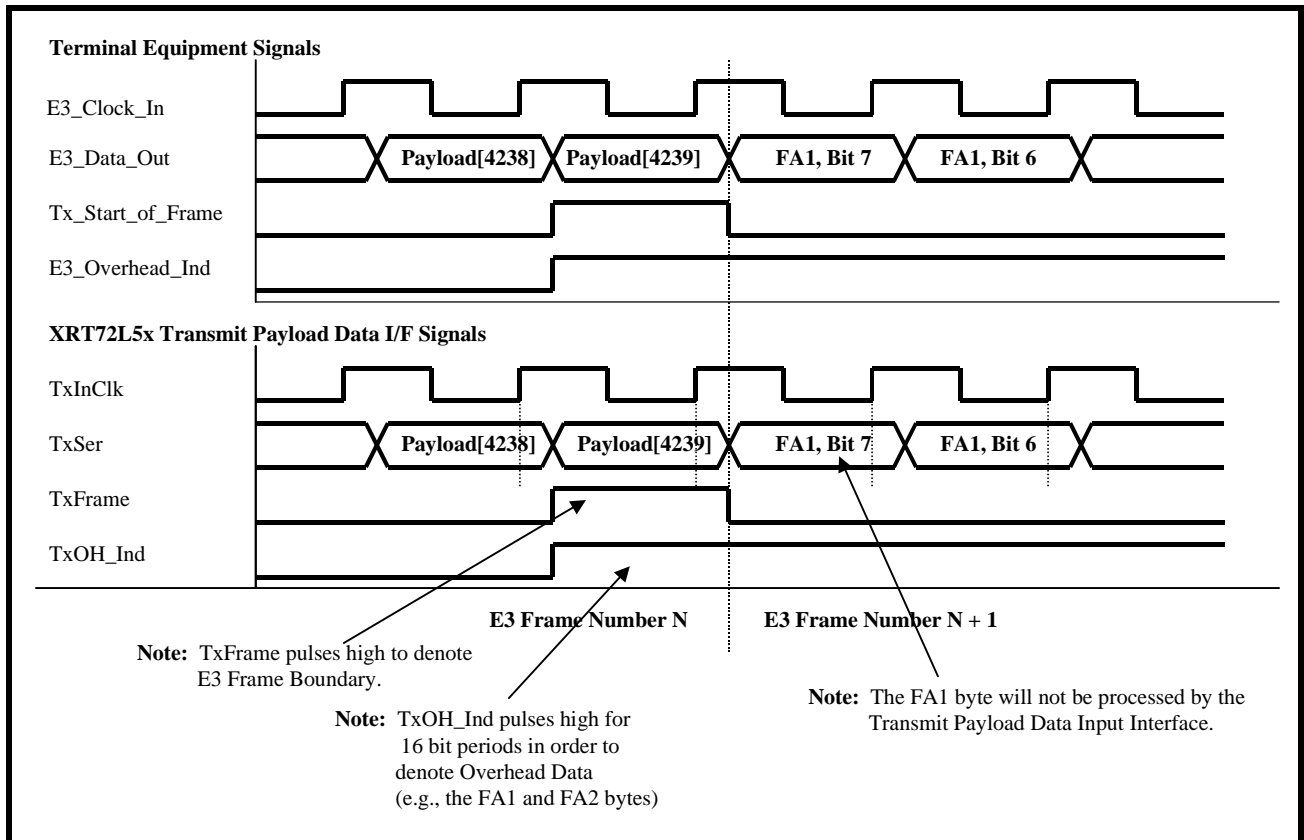 Terminal Equipment Signals
E3_Clock_In
E3_Data_Out
Payload[4238] Payload[4239] FA1, Bit 7 FA1, Bit 6
Tx_Start_of_Frame
E3_Overhead_Ind
XRT72L5x Transmit Payload Data I/F Signals
TxInClk
TxSer
Payload[4238] Payload[4239] FA1, Bit 7 FA1, Bit 6
TxFrame
TxOH_Ind
E3 Frame Number N E3 Frame Number N + 1
Note: TxFrame pulses high to denote
E3 Frame Boundary.
Note: The FA1 byte will not be processed by the
Transmit Payload Data Input Interface.
Note: TxOH_Ind pulses high for
16 bit periods in order to
denote Overhead Data
(e.g., the FA1 and FA2 bytes)